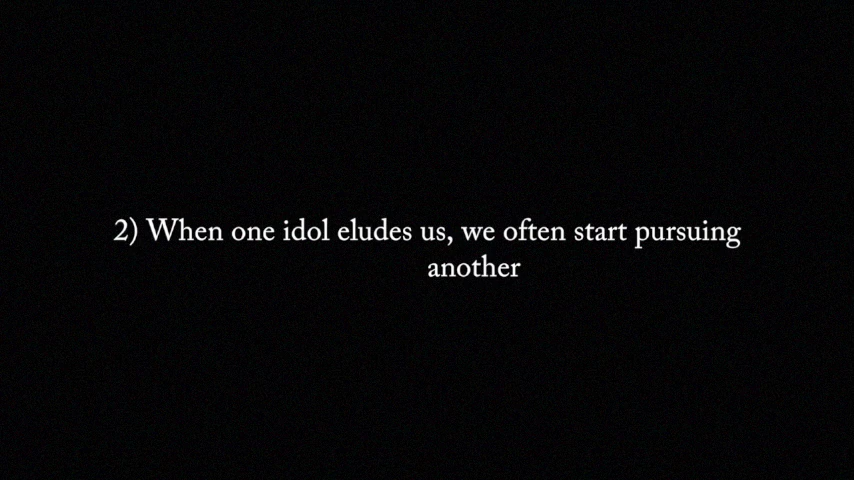 2) When one idol eludes us, we often start pursuing
another